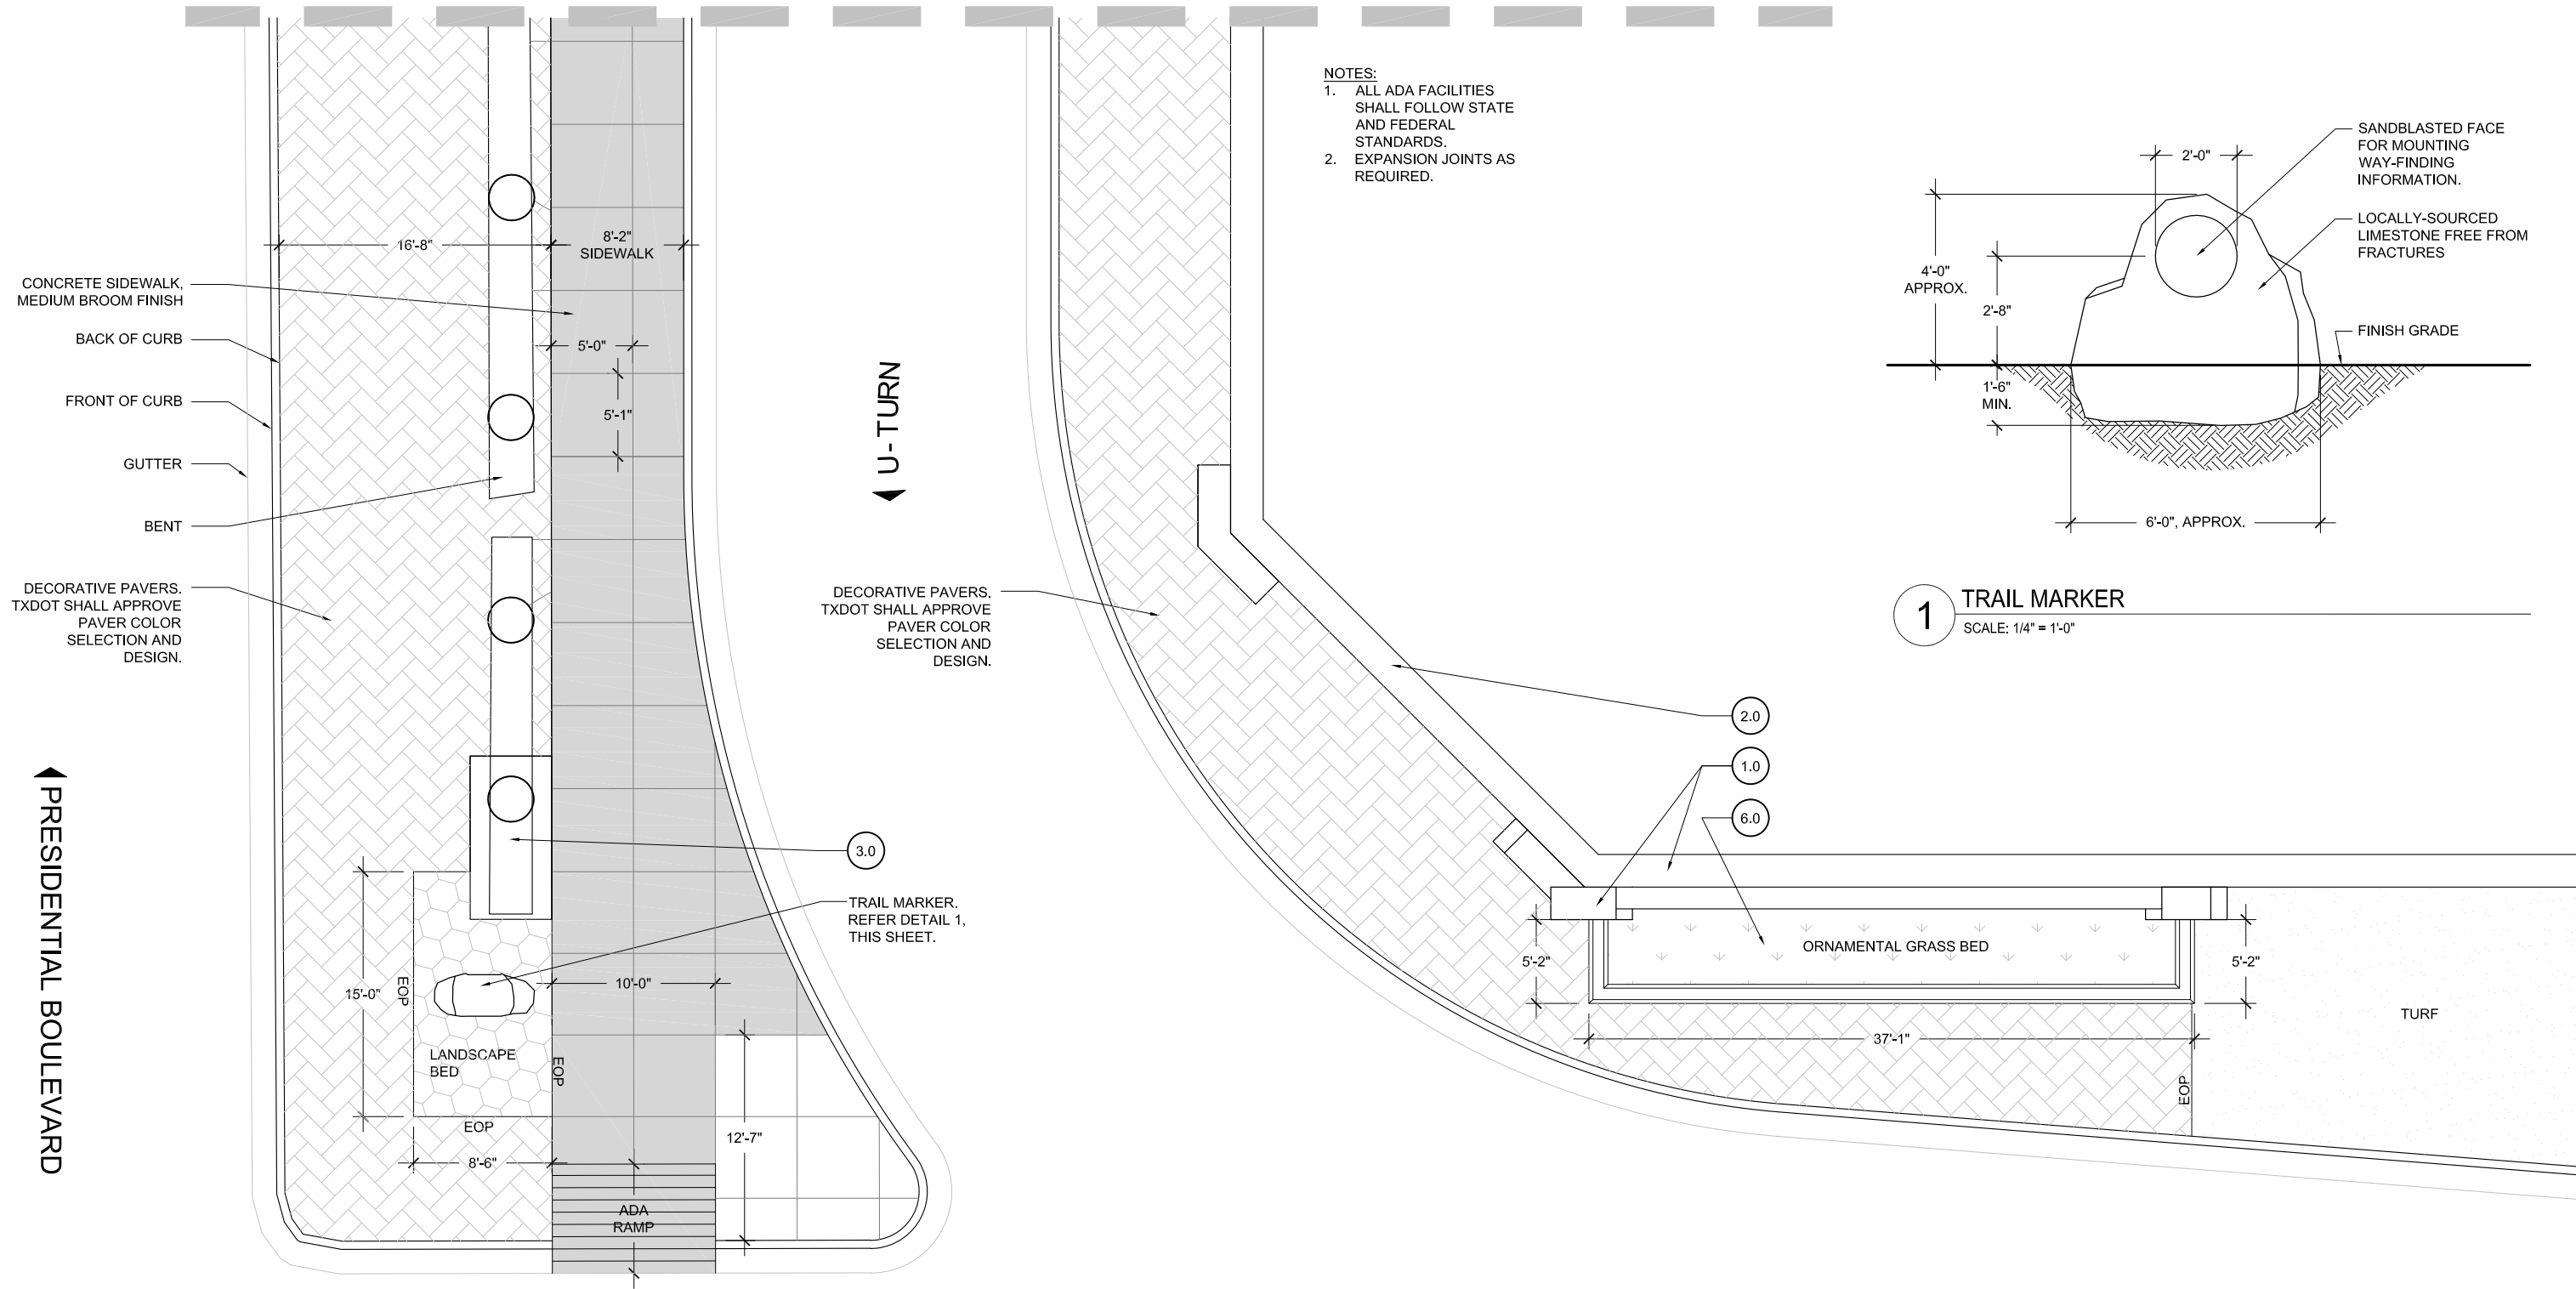 NOTES:
1. ALL ADA FACILITIES
SHALL FOLLOW STATE
AND FEDERAL
STANDARDS.
2. EXPANSION JOINTS AS
REQUIRED.
16'-8"
8'-2"
SIDEWALK
CONCRETE SIDEWALK,
MEDIUM BROOM FINISH
BACK OF CURB
FRONT OF CURB
GUTTER
BENT
DECORATIVE PAVERS.
TXDOT SHALL APPROVE
PAVER COLOR
SELECTION AND
DESIGN.
5'-0"
5'-1"
U-TURN
PRESIDENTIAL BOULEVARD
3.0
TRAIL MARKER.
REFER DETAIL 1,
THIS SHEET.
15'-0"
EOP
10'-0"
LANDSCAPE
BED
EOP
EOP
8'-6"
12'-7"
ADA
RAMP
DECORATIVE PAVERS.
TXDOT SHALL APPROVE
PAVER COLOR
SELECTION AND
DESIGN.
2.0
1.0
6.0
5'-2"
ORNAMENTAL GRASS BED
5'-2"
37'-1"
EOP
TURF
2'-0"
SANDBLASTED FACE
FOR MOUNTING
WAY-FINDING
INFORMATION.
LOCALLY-SOURCED
LIMESTONE FREE FROM
FRACTURES
4'-0"
APPROX.
2'-8"
FINISH GRADE
1'-6"
MIN.
6'-0", APPROX.
1 TRAIL MARKER
SCALE: 1/4" = 1'-0"